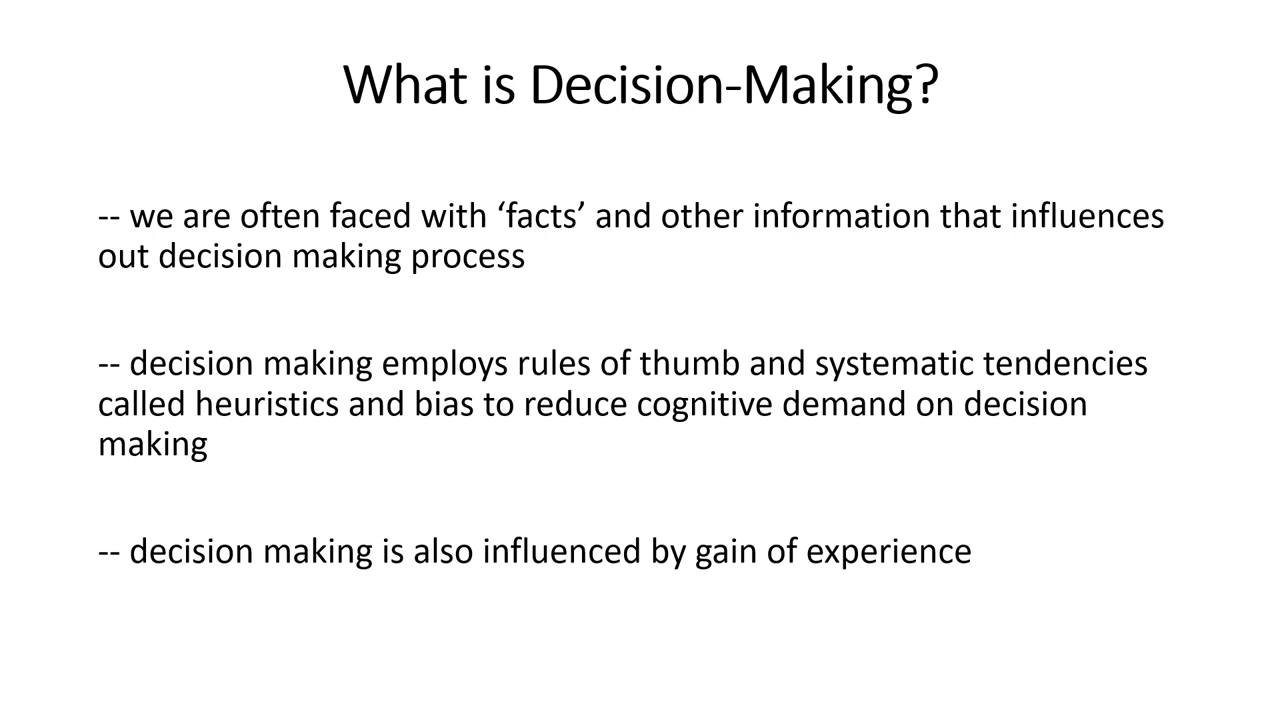 What is Decision-Making?
-- we are often faced with ‘facts’ and other information that influences
out decision making process
-- decision making employs rules of thumb and systematic tendencies
called heuristics and bias to reduce cognitive demand on decision
making
-- decision making is also influenced by gain of experience